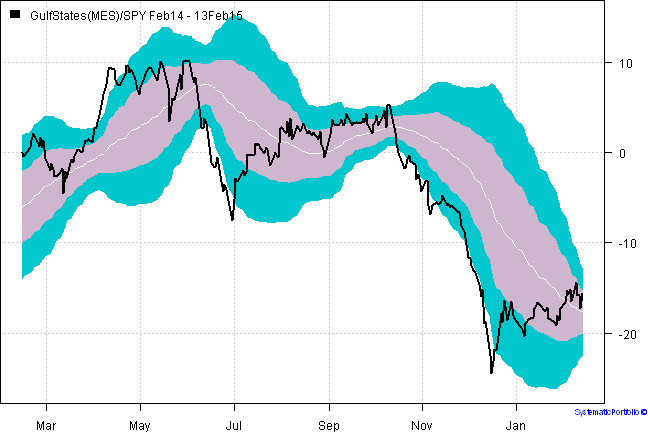 GulfStates(MES)/SPY Feb14 - 13Feb15
10
0
-10
-20
SystematicPortfolio ©
Mar May Jul Sep Nov Jan